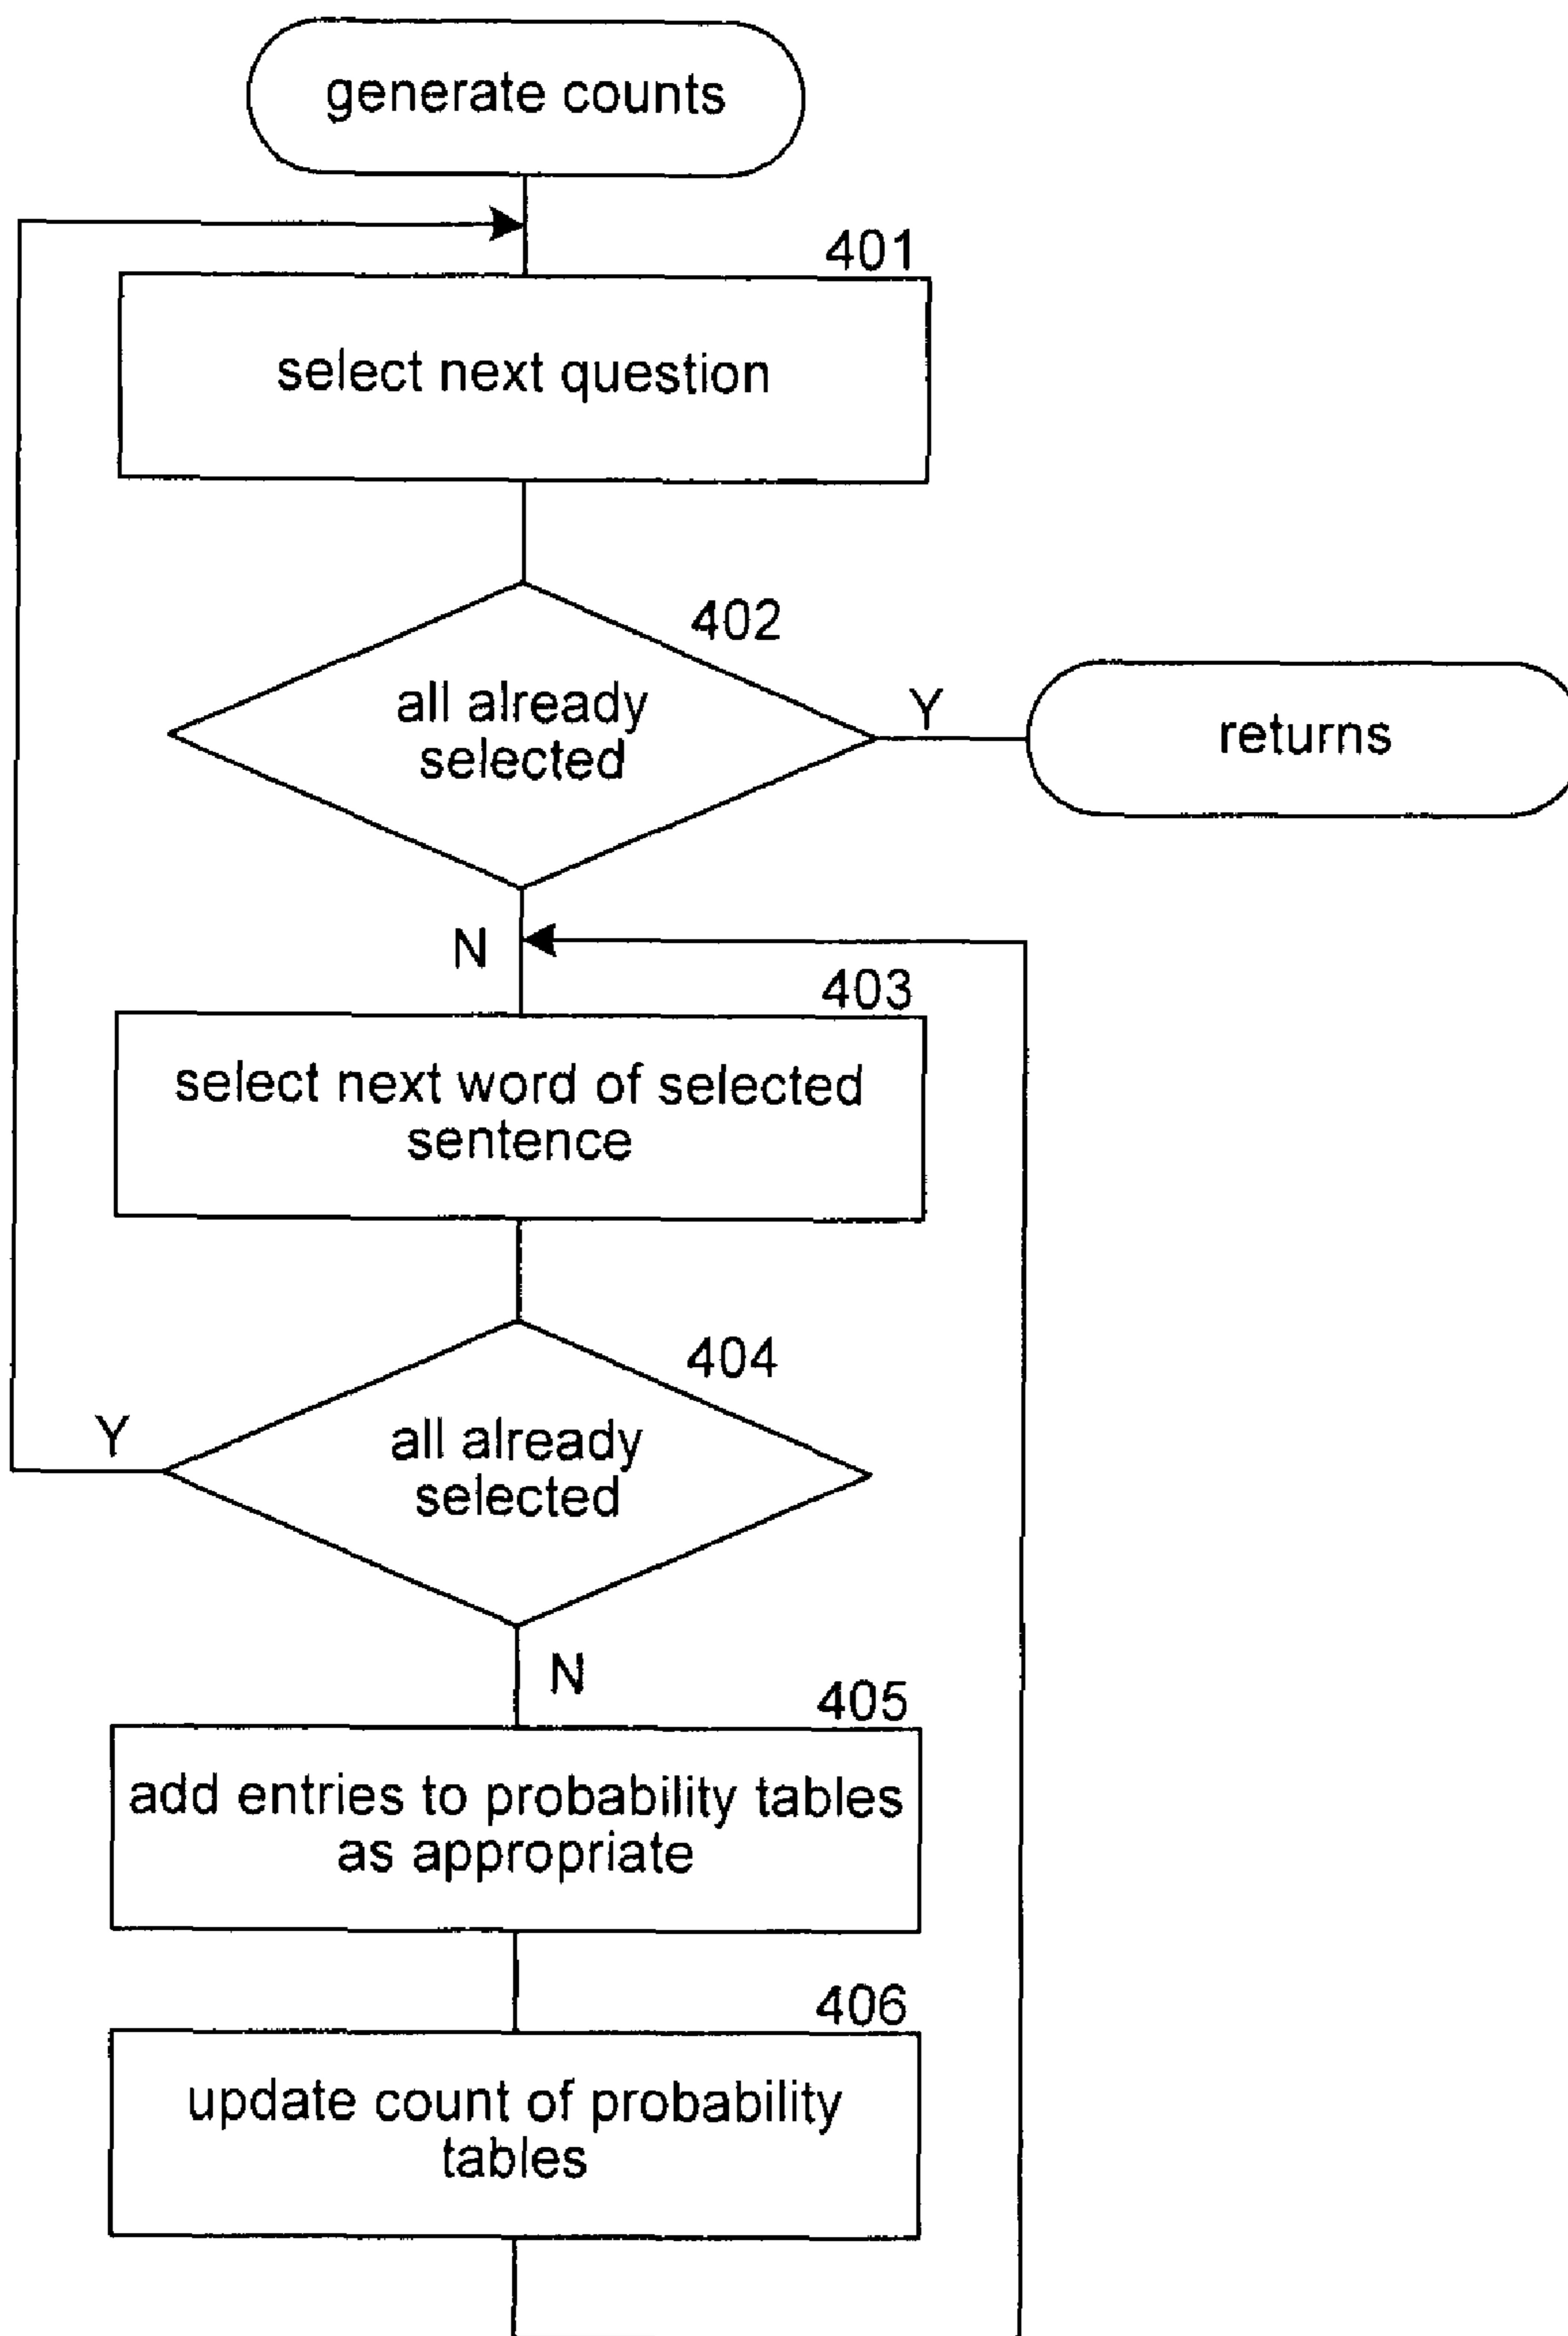 generate counts
401
select next question
402
all already
selected
Y
returns
N
403
select next word of selected
sentence
404
all already
selected
Y
N
405
add entries to probability tables
as appropriate
406
update count of probability
tables